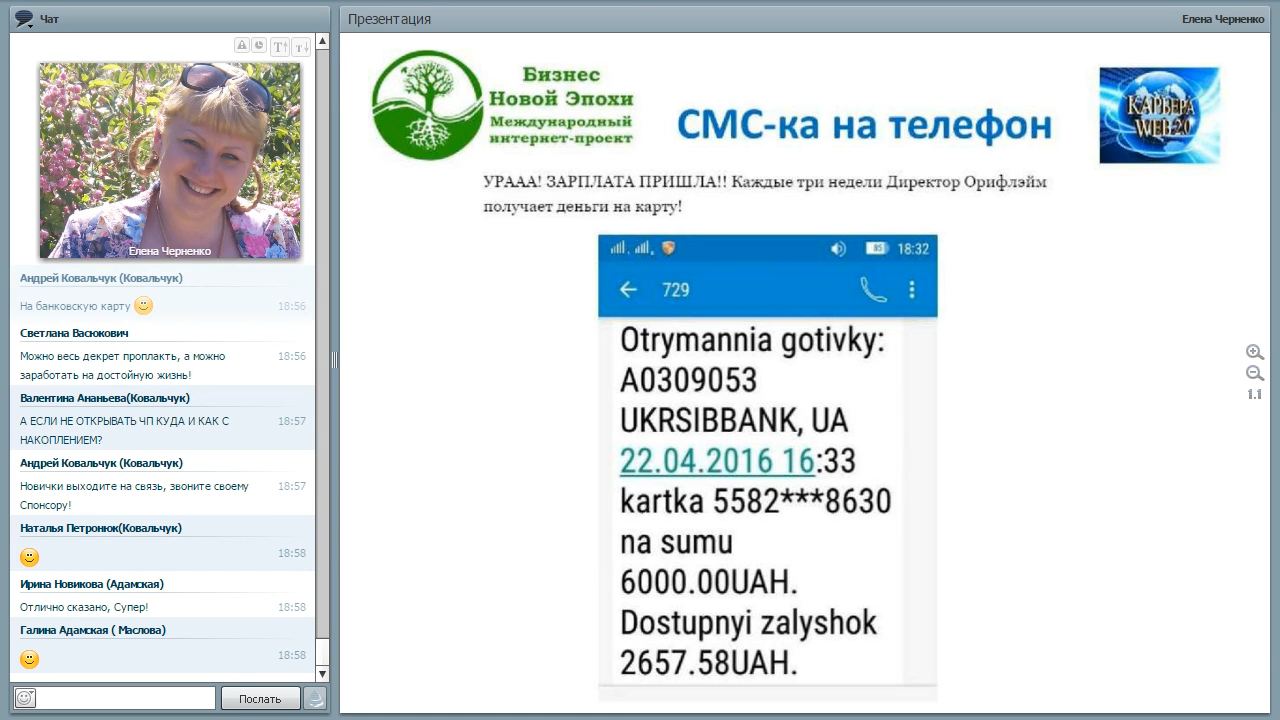 Чат
Елена Черненко
Андрей Ковальчук (Ковальчук)
На банковскую карту
18:56
Светлана Васюкович
Можно весь декрет проплакть, а можно
18:56
заработать на достойную жизнь!
Валентина Ананьева(Ковальчук)
А ЕСЛИ НЕ ОТКРЫВАТЬ ЧП КУДА И КАК С
18:57
НАКОПЛЕНИЕМ?
Андрей Ковальчук (Ковальчук)
Новички выходите на связь, звоните своему
18:57
Спонсору!
Наталья Петронюк(Ковальчук)
18:58
Ирина Новикова (Адамская)
Отлично сказано, Супер!
18:58
Галина Адамская ( Маслова)
18:58
Послать
Презентация
Елена Черненко
Бизнес
Новой Эпохи
Международный
интернет-проект
СМС-ка на телефон
КАРЬЕРА
WEB 2.0
УРААА! ЗАРПЛАТА ПРИШЛА!! Каждые три недели Директор Орифлэйм
получает деньги на карту!
85
18:32
729
Otrymannia gotivky:
A0309053
UKRSIBBANK, UA
22.04.2016 16:33
kartka 5582***8630
na sumu
6000.00UAH.
Dostupnyi zalyshok
2657.58UAH.
1.1